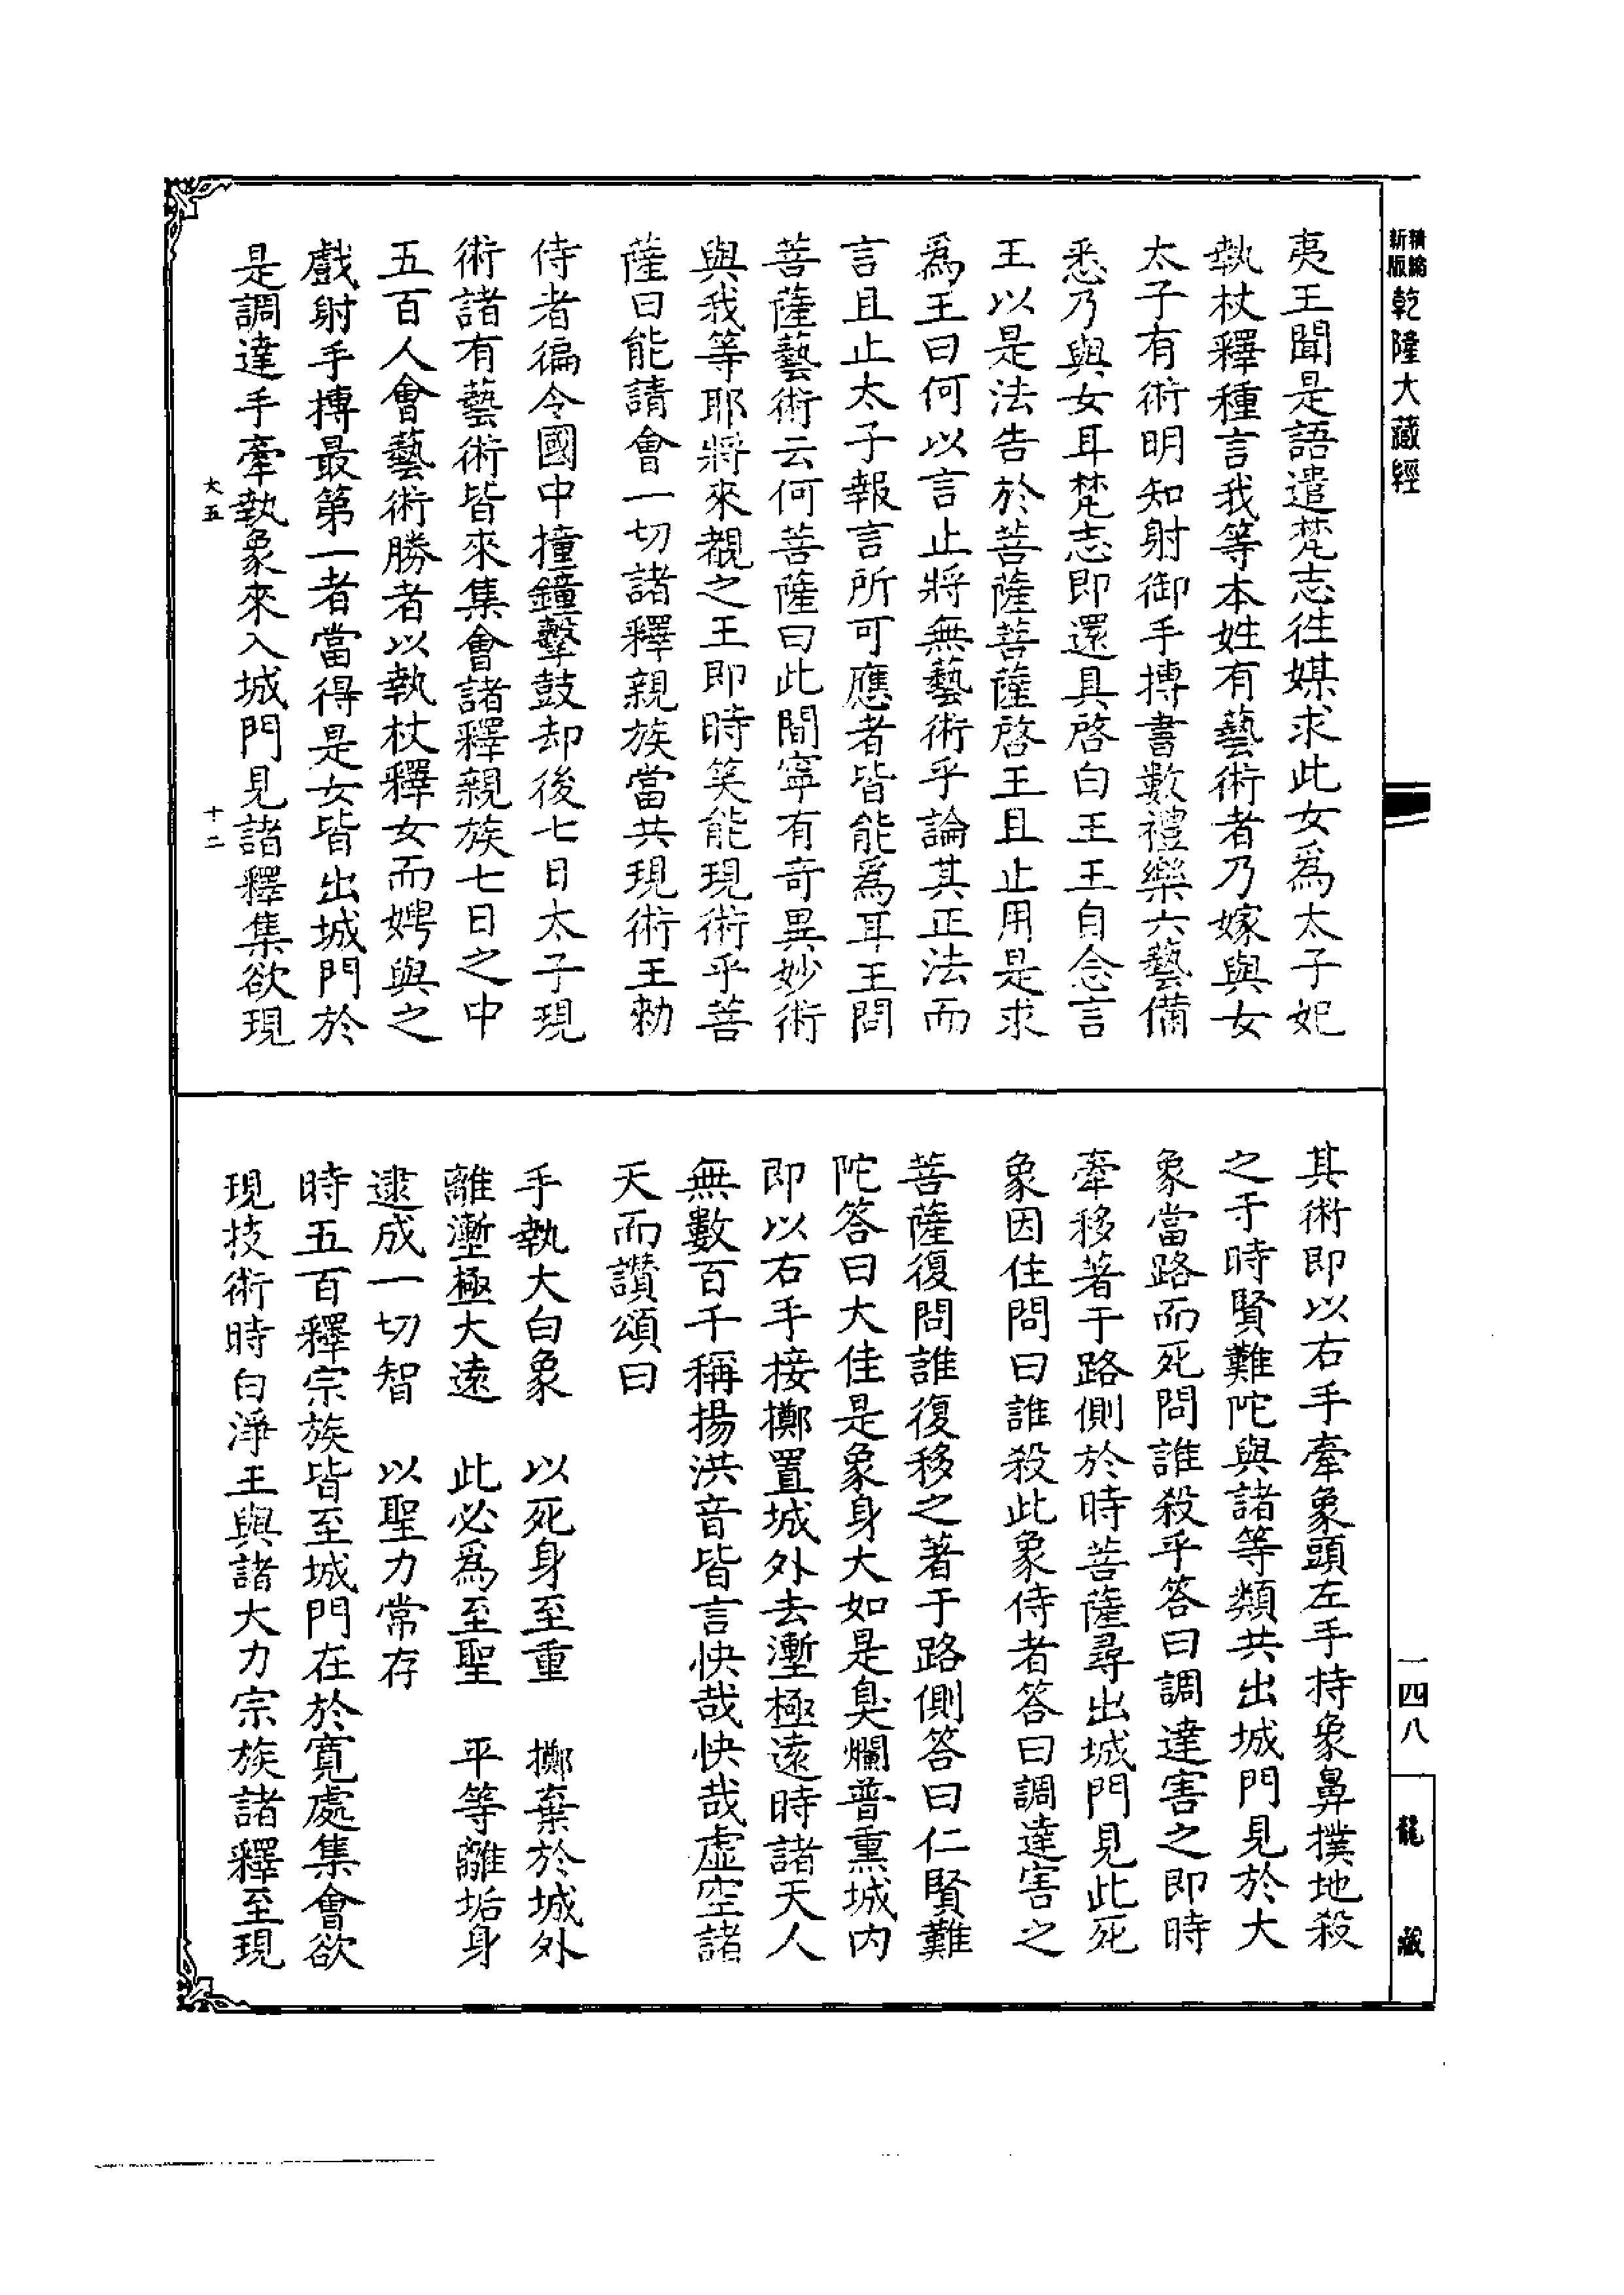 精縮
新版
乾隆大藏經
夷王聞是語遣梵志徃媒求此女爲太子妃
執杖釋種言我等本姓有藝術者乃嫁與女
太子有術明知射御手搏書數禮樂六藝備
悉乃與女耳梵志即還具啓白王王自念言
王以是法告於菩薩菩薩啓王且止用是求
爲王曰何以言止將無藝術乎論其正法而
言且止太子報言所可應者皆能爲耳王問
菩薩藝術云何菩薩曰此間寧有奇異妙術
與我等耶將來覩之王即時笑能現術乎菩
薩曰能請會一切諸釋親族當共現術王勑
侍者徧令國中撞鐘擊鼓却後七日太子現
術諸有藝術皆來集會諸釋親族七日之中
五百人會藝術勝者以執杖釋女而娉與之
戲射手搏最第一者當得是女皆出城門於
是調達手牽執象來入城門見諸釋集欲現
大五 十二
其術即以右手牽象頭左手持象鼻撲地殺
之于時賢難陀與諸等類共出城門見於大
象當路而死問誰殺乎答曰調達害之即時
牽移著于路側於時菩薩尋出城門見此死
象因住問曰誰殺此象侍者答曰調達害之
菩薩復問誰復移之著于路側答曰仁賢難
陀答曰大佳是象身大如是臭爛普熏城内
即以右手接擲置城外去壍極遠時諸天人
無數百千稱揚洪音皆言快哉快哉虛空諸
天而讚頌曰
手執大白象 以死身至重 擲棄於城外
離壍極大遠 此必爲至聖 平等離垢身
逮成一切智 以聖力常存
時五百釋宗族皆至城門在於寬處集會欲
現技術時白淨王與諸大力宗族諸釋至現
一四八
龍藏